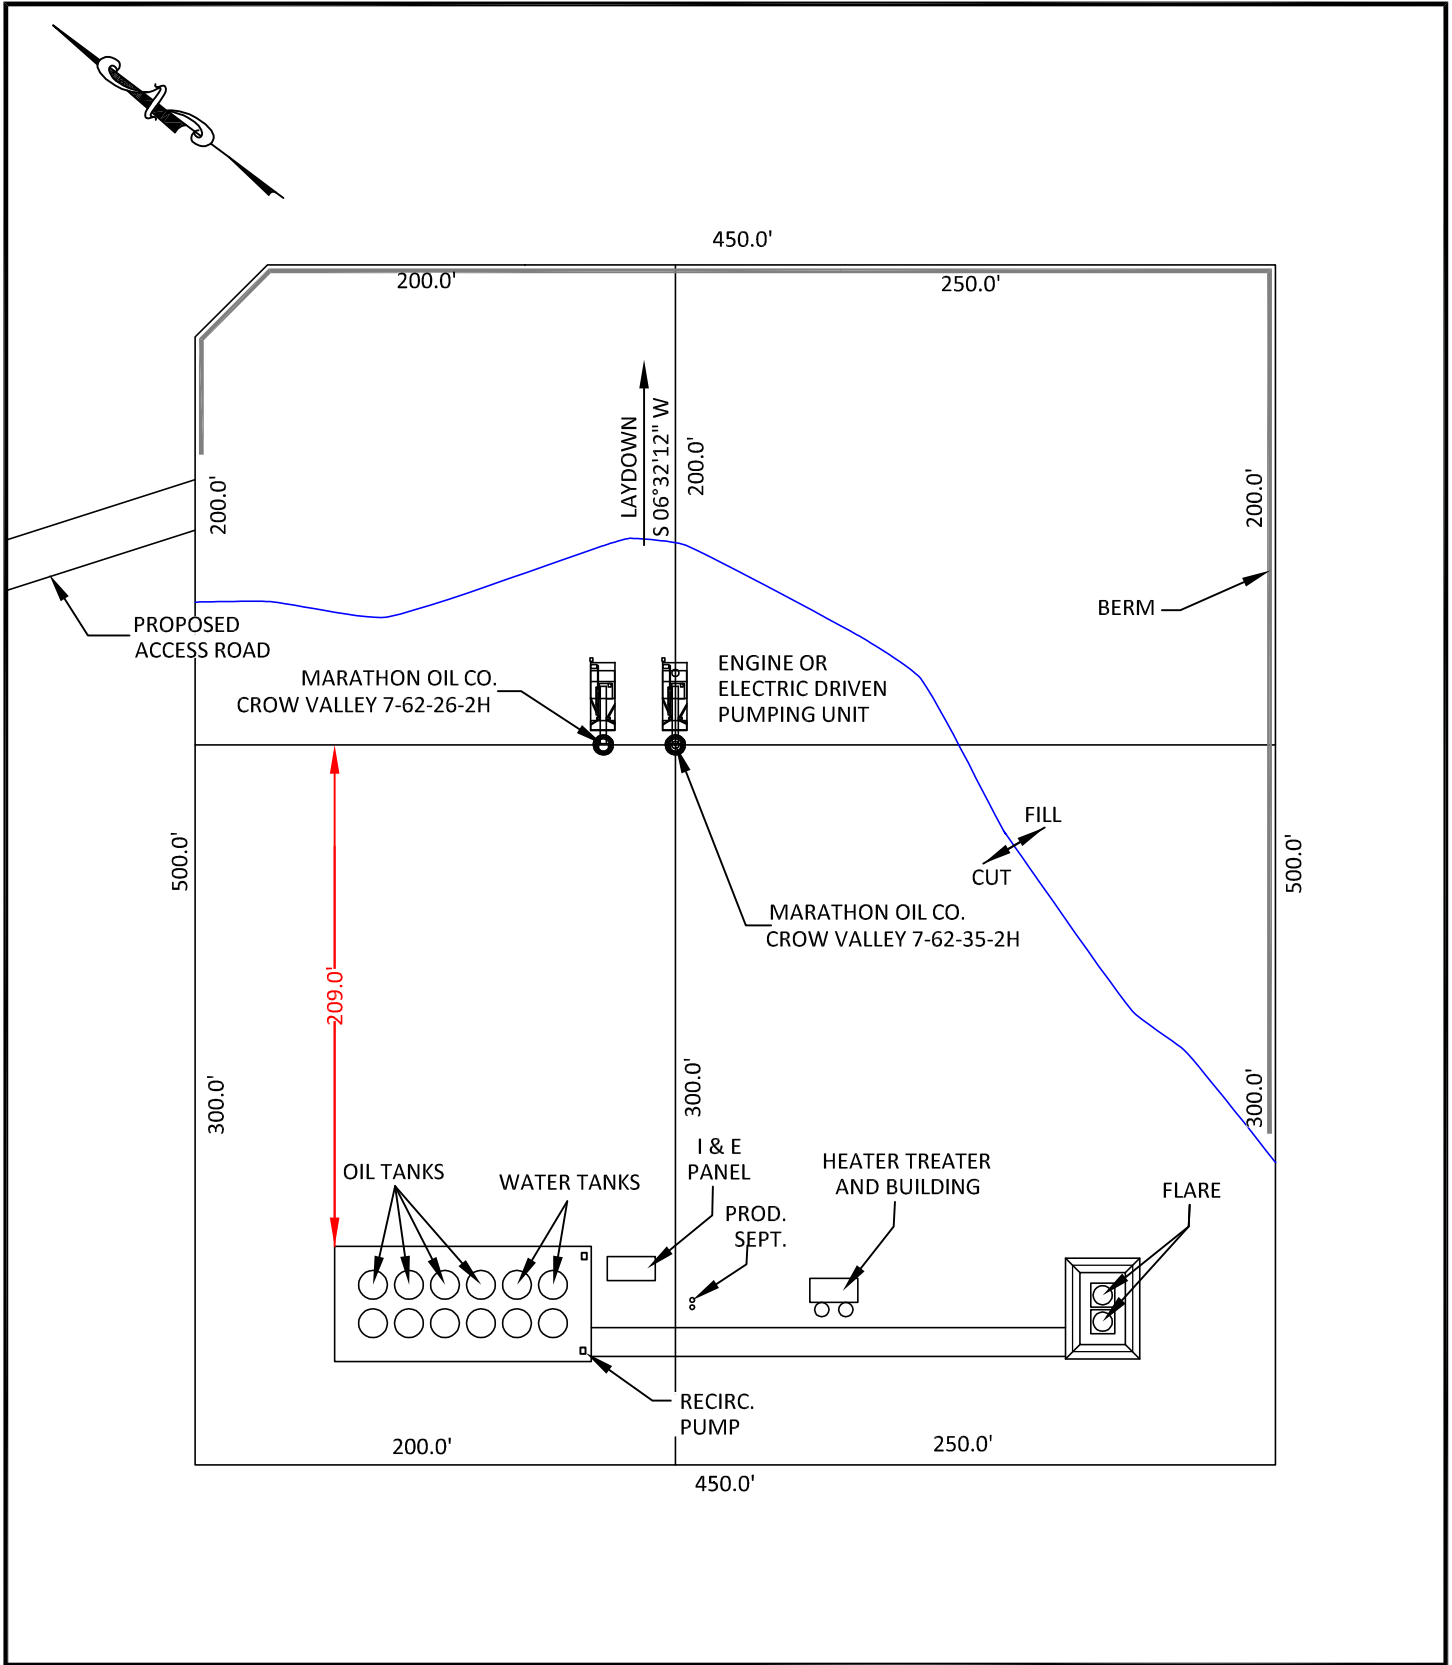 450.0'
200.0'
250.0'
LAYDOWN
S 06°32'12" W
200.0'
200.0'
200.0'
BERM
PROPOSED
ACCESS ROAD
MARATHON OIL CO.
CROW VALLEY 7-62-26-2H
ENGINE OR
ELECTRIC DRIVEN
PUMPING UNIT
FILL
CUT
500.0'
500.0'
MARATHON OIL CO.
CROW VALLEY 7-62-35-2H
209.0'
300.0'
300.0'
300.0'
I & E
PANEL
OIL TANKS
WATER TANKS
HEATER TREATER
AND BUILDING
PROD.
SEPT.
FLARE
RECIRC.
PUMP
200.0'
250.0'
450.0'